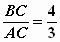 BC/AC = 4/3